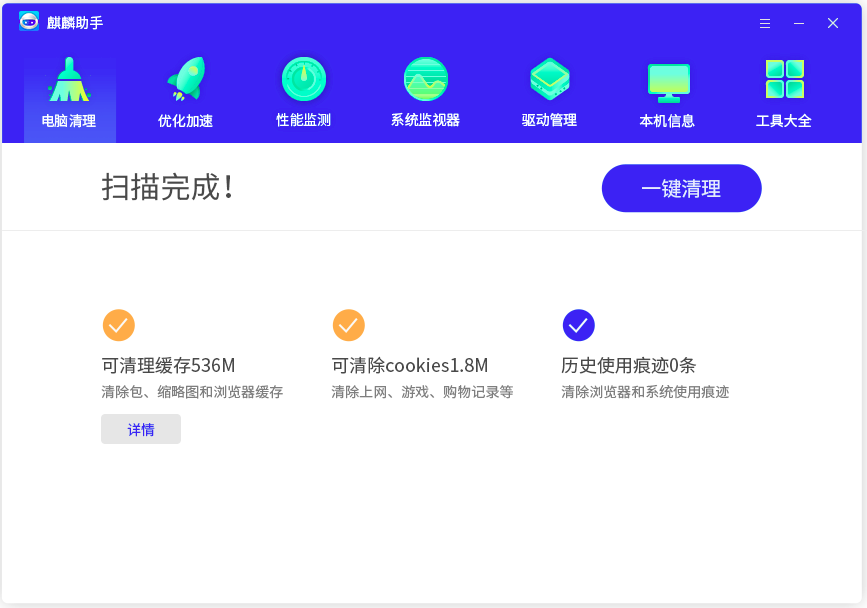 麒麟助手
电脑清理 优化加速 性能监测 系统监视器 驱动管理 本机信息 工具大全
扫描完成！ 一键清理
可清理缓存536M 可清除cookies1.8M 历史使用痕迹0条
清除包、缩略图和浏览器缓存 清除上网、游戏、购物记录等 清除浏览器和系统使用痕迹
详情